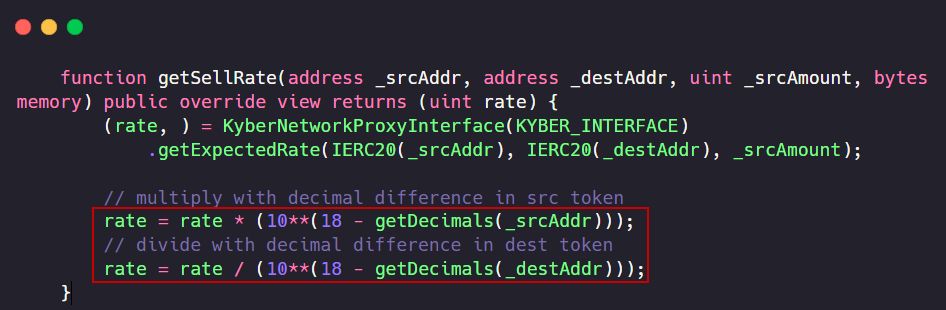 function getSellRate(address _srcAddr, address _destAddr, uint _srcAmount, bytes
memory) public override view returns (uint rate) {
(rate, ) = KyberNetworkProxyInterface(KYBER_INTERFACE)
.getExpectedRate(IERC20(_srcAddr), IERC20(_destAddr), _srcAmount);
// multiply with decimal difference in src token
rate = rate * (10**(18 - getDecimals(_srcAddr)));
// divide with decimal difference in dest token
rate = rate / (10**(18 - getDecimals(_destAddr)));
}